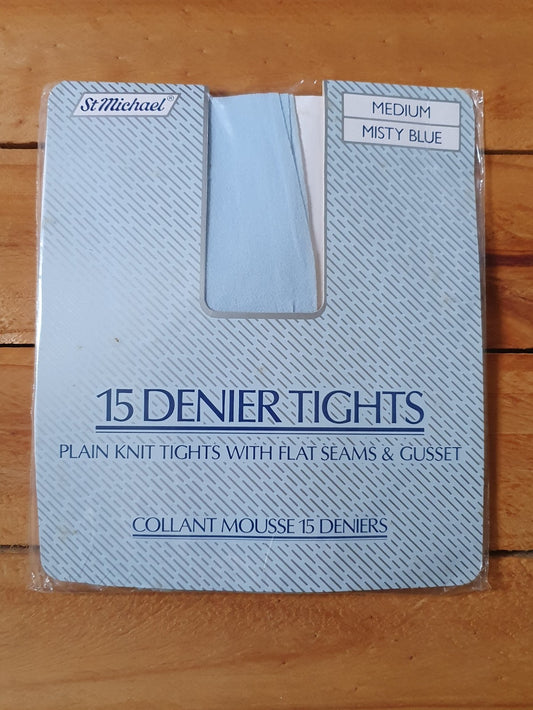 St Michael®
MEDIUM
MISTY BLUE
15 DENIER TIGHTS
PLAIN KNIT TIGHTS WITH FLAT SEAMS & GUSSET
COLLANT MOUSSE 15 DENIERS